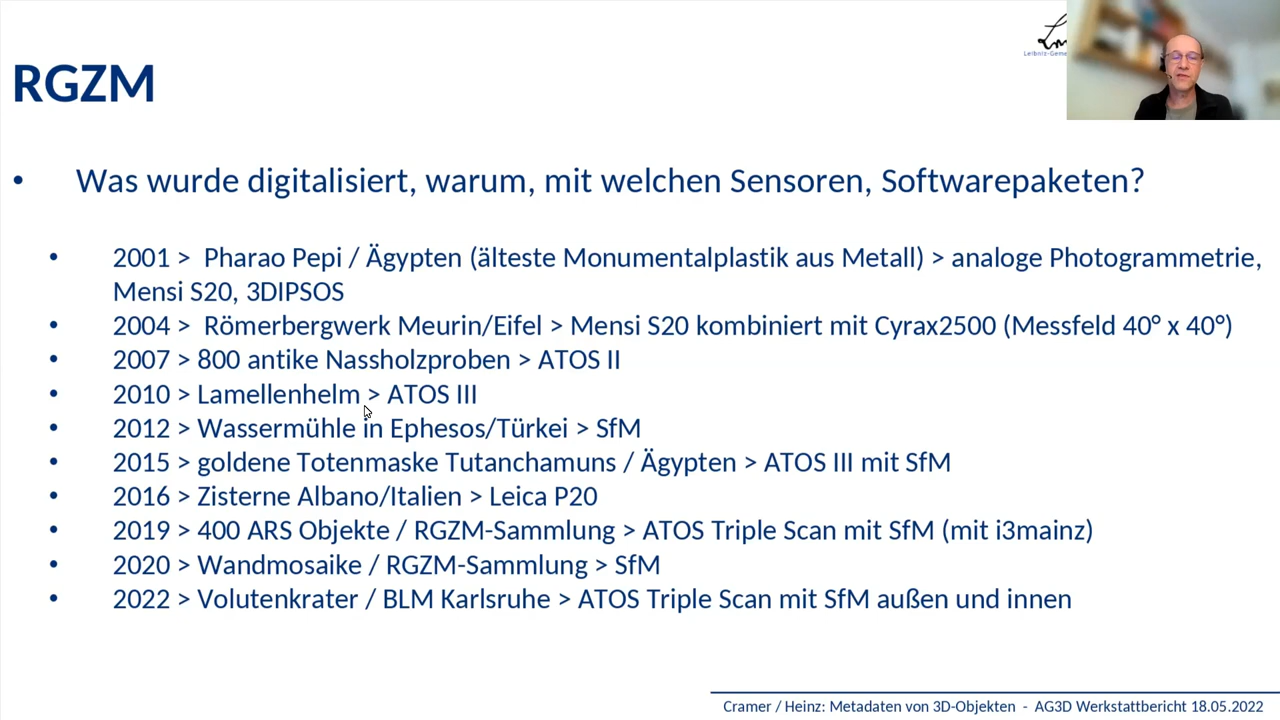 RGZM
Leibniz-Geme
• Was wurde digitalisiert, warum, mit welchen Sensoren, Softwarepaketen?
• 2001 > Pharao Pepi / Ägypten (älteste Monumentalplastik aus Metall) > analoge Photogrammetrie,
Mensi S20, 3DIPSOS
• 2004 > Römerbergwerk Meurin/Eifel > Mensi S20 kombiniert mit Cyrax2500 (Messfeld 40° x 40°)
• 2007 > 800 antike Nassholzproben > ATOS II
• 2010 > Lamellenhelm > ATOS III
• 2012 > Wassermühle in Ephesos/Türkei > SfM
• 2015 > goldene Totenmaske Tutanchamuns / Ägypten > ATOS III mit SfM
• 2016 > Zisterne Albano/Italien > Leica P20
• 2019 > 400 ARS Objekte / RGZM-Sammlung > ATOS Triple Scan mit SfM (mit i3mainz)
• 2020 > Wandmosaike / RGZM-Sammlung > SfM
• 2022 > Volutenkrater / BLM Karlsruhe > ATOS Triple Scan mit SfM außen und innen
Cramer / Heinz: Metadaten von 3D-Objekten - AG3D Werkstattbericht 18.05.2022